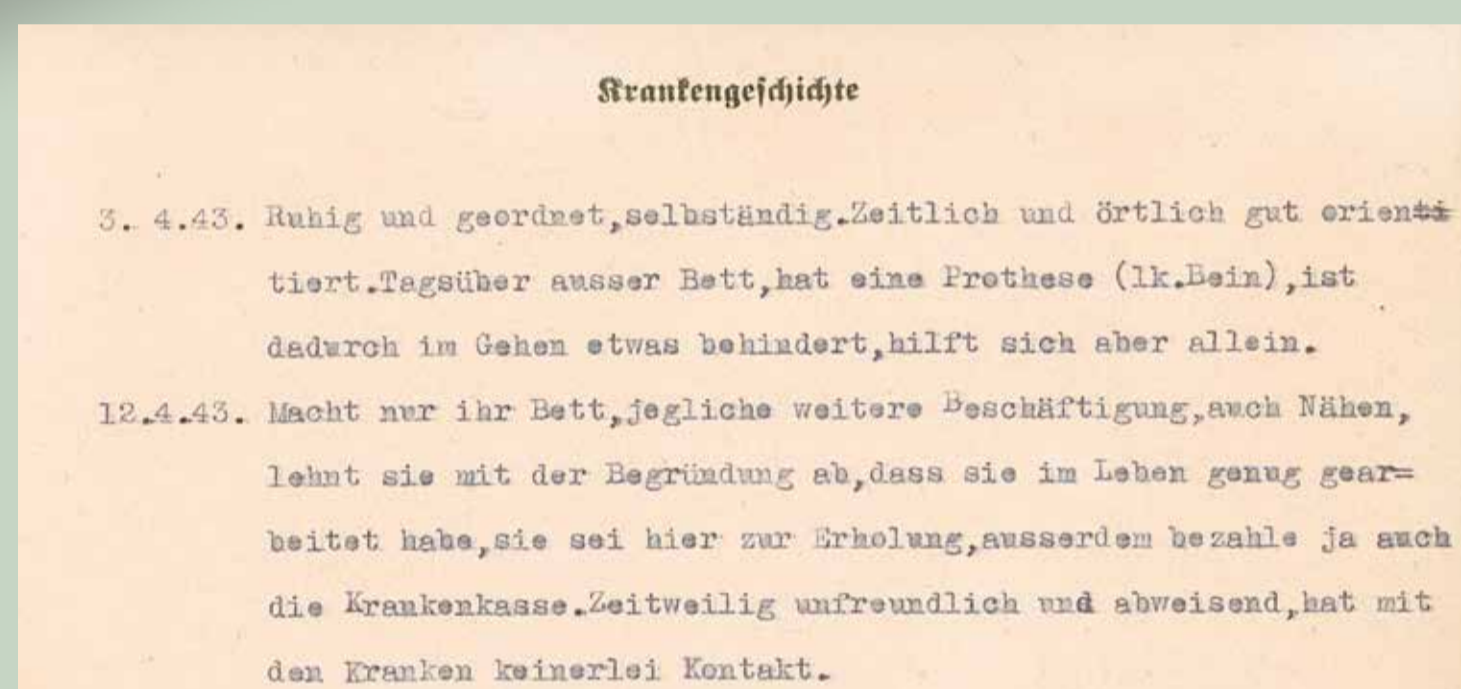 Krankengeschichte
3. 4.43. Ruhig und geordnet,selbständig.Zeitlich und örtlich gut orienti
tiert.Tagsüber ausser Bett,hat eine Prothese (lk.Bein),ist
dadurch im Gehen etwas behindert,hilft sich aber allein.
12.4.43. Macht nur ihr Bett,jegliche weitere Beschäftigung,auch Nähen,
lehnt sie mit der Begründung ab,dass sie im Leben genug gear=
beitet habe,sie sei hier zur Erholung,ausserdem bezahle ja auch
die Krankenkasse.Zeitweilig unfreundlich und abweisend,hat mit
den Kranken keinerlei Kontakt.